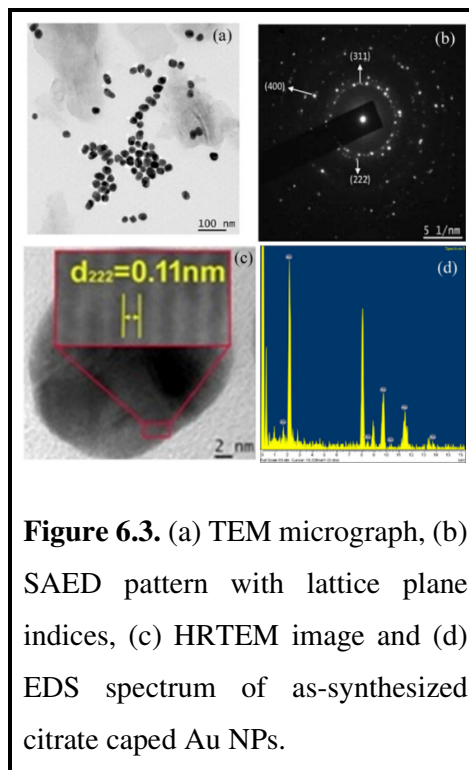 (a)
100 nm
(b)
(311)
(400)
(222)
5 1/nm
(c)
d₂₂₂=0.11nm
2 nm
(d)
Figure 6.3. (a) TEM micrograph, (b)
SAED pattern with lattice plane
indices, (c) HRTEM image and (d)
EDS spectrum of as-synthesized
citrate caped Au NPs.